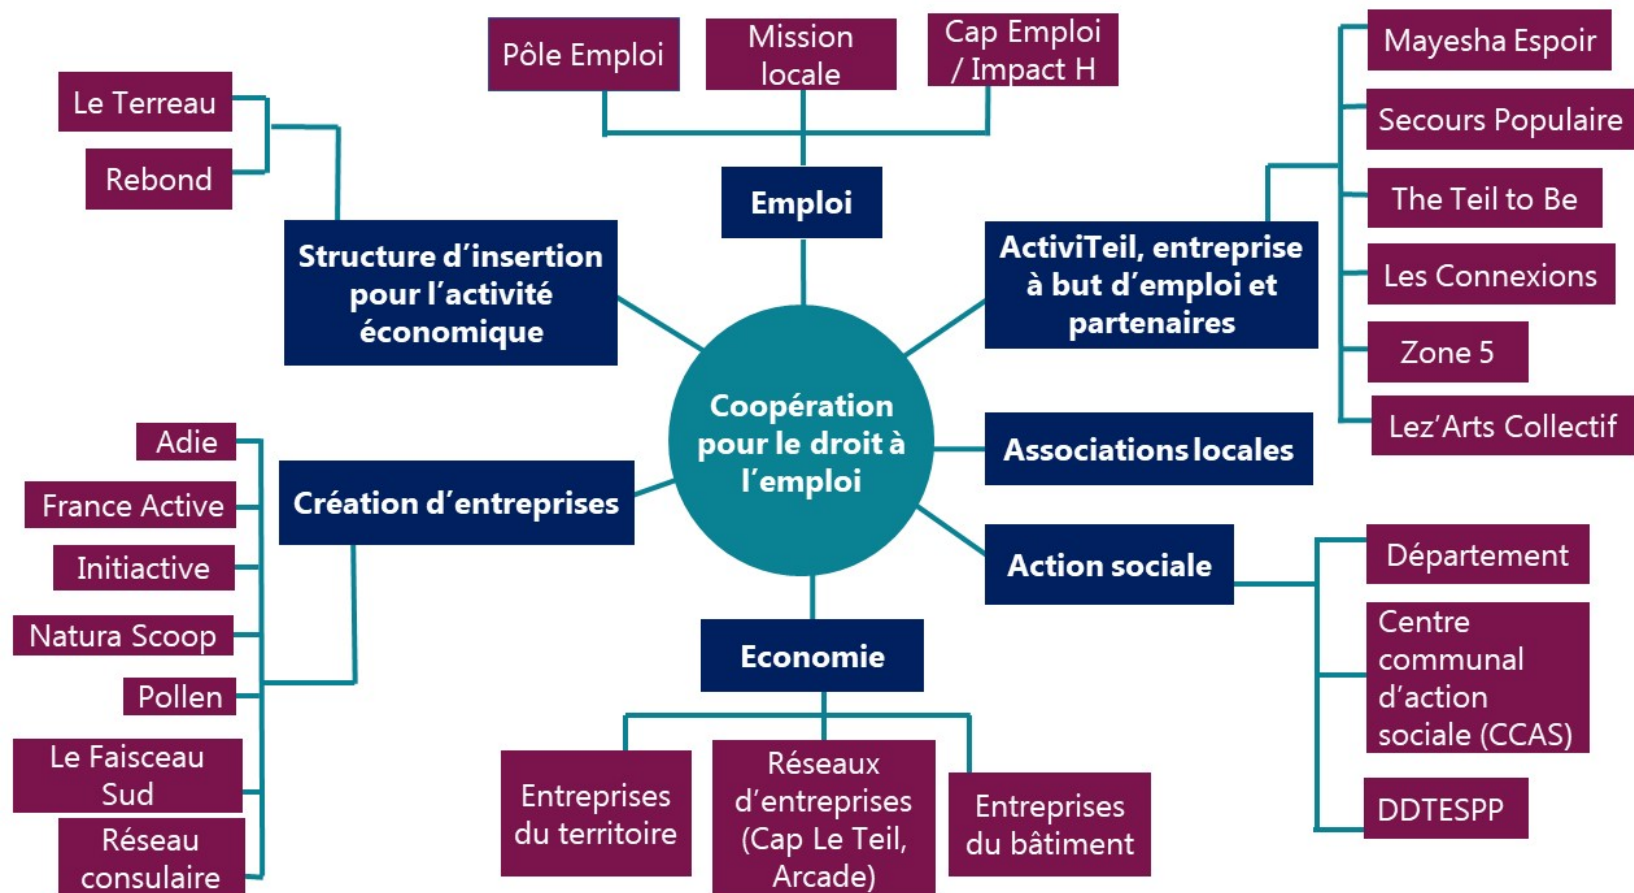 Pôle Emploi
Mission
locale
Cap Emploi
/ Impact H
Emploi
Le Terreau
Rebond
Structure d’insertion
pour l’activité
économique
Mayesha Espoir
Secours Populaire
The Teil to Be
Les Connexions
Zone 5
Lez’Arts Collectif
ActiviTeil, entreprise
à but d’emploi et
partenaires
Coopération
pour le droit à
l’emploi
Associations locales
Adie
France Active
Initiactive
Natura Scoop
Pollen
Le Faisceau
Sud
Réseau
consulaire
Création d’entreprises
Action sociale
Département
Centre
communal
d’action
sociale (CCAS)
DDTESPP
Economie
Entreprises
du territoire
Réseaux
d’entreprises
(Cap Le Teil,
Arcade)
Entreprises
du bâtiment